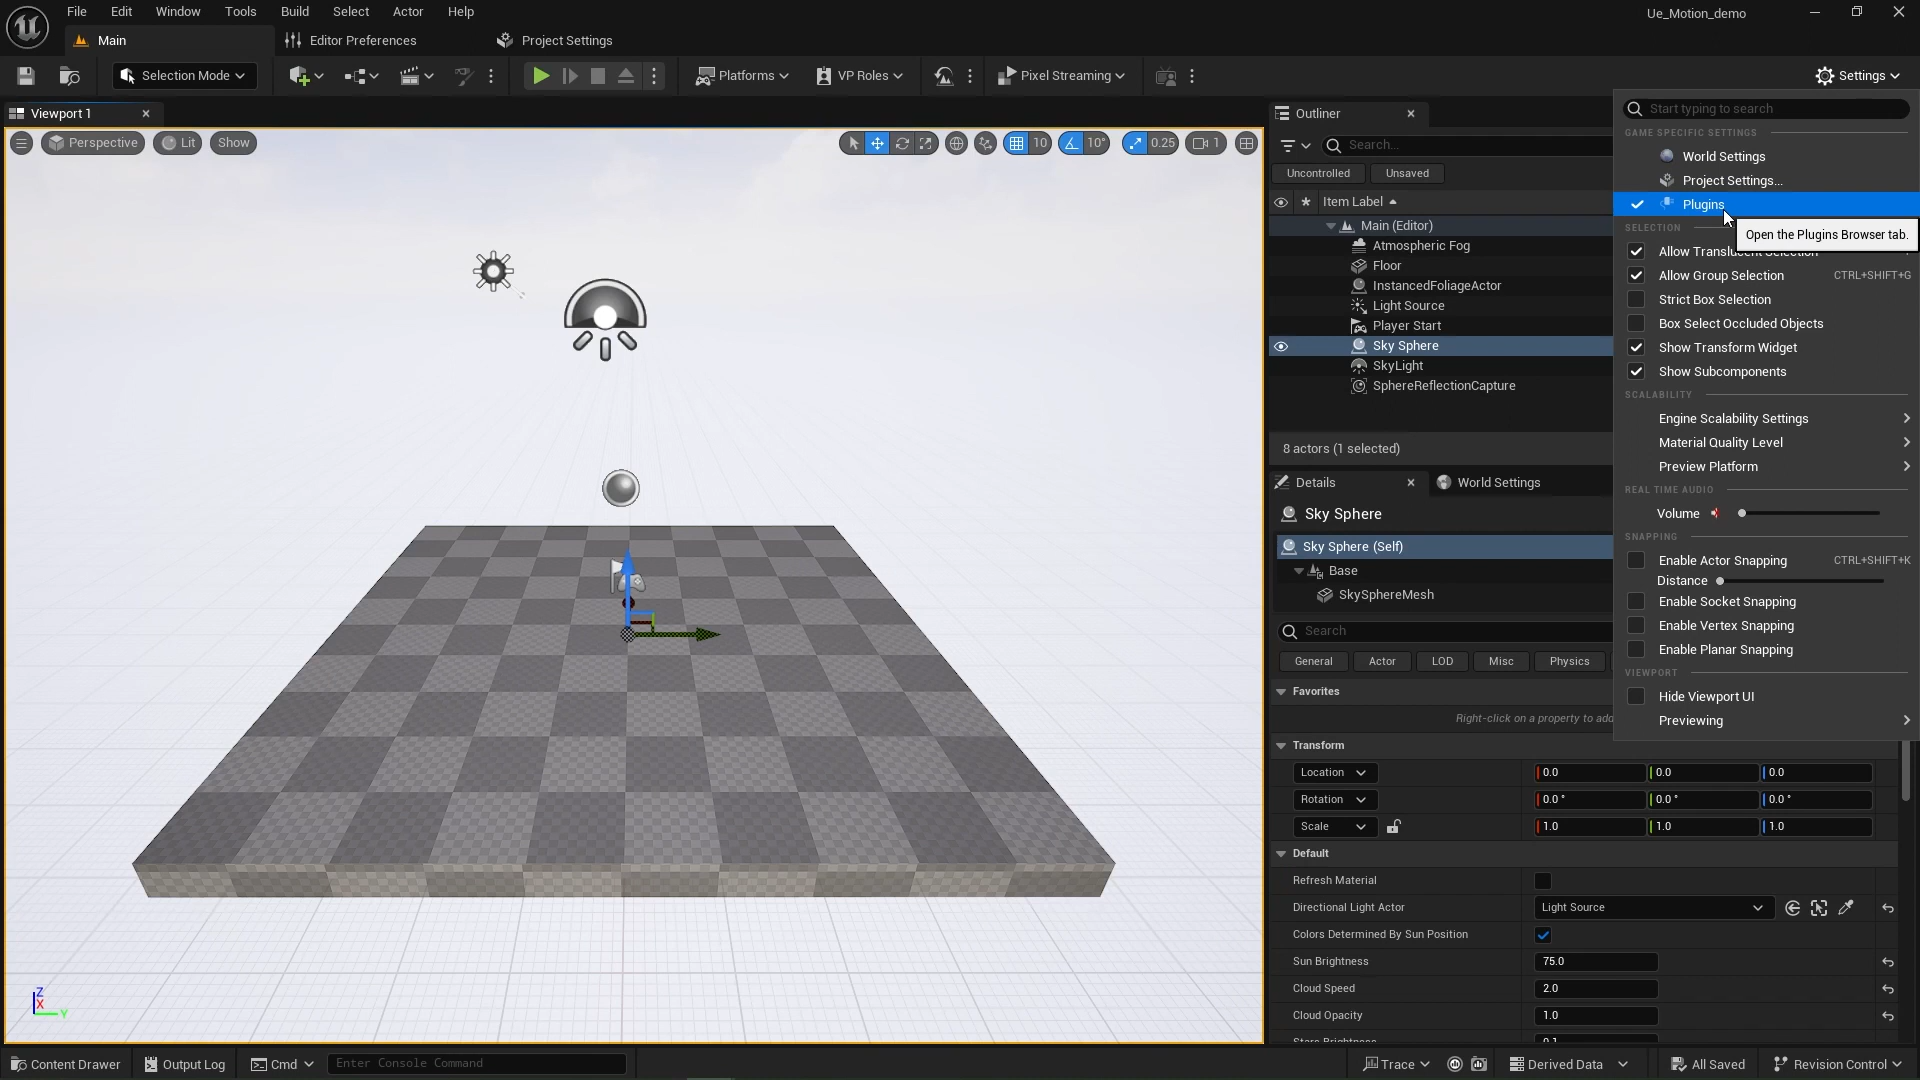 File Edit Window Tools Build Select Actor Help
Ue_Motion_demo
Main Editor Preferences Project Settings
Selection Mode Platforms VP Roles Pixel Streaming Settings
Viewport 1
Perspective Lit Show 10 10° 0.25 1
Outliner
Search...
Uncontrolled Unsaved
Item Label
Main (Editor)
Atmospheric Fog
Floor
InstancedFoliageActor
Light Source
Player Start
Sky Sphere
SkyLight
SphereReflectionCapture
8 actors (1 selected)
Details World Settings
Sky Sphere
Sky Sphere (Self)
Base
SkySphereMesh
Search
General Actor LOD Misc Physics
Favorites
Right-click on a property to add
Transform
Location 0.0 0.0 0.0
Rotation 0.0 ° 0.0 ° 0.0 °
Scale 1.0 1.0 1.0
Default
Refresh Material
Directional Light Actor Light Source
Colors Determined By Sun Position
Sun Brightness 75.0
Cloud Speed 2.0
Cloud Opacity 1.0
Start typing to search
GAME SPECIFIC SETTINGS
World Settings
Project Settings...
Plugins
Open the Plugins Browser tab.
SELECTION
Allow Translucent Selection
Allow Group Selection CTRL+SHIFT+G
Strict Box Selection
Box Select Occluded Objects
Show Transform Widget
Show Subcomponents
SCALABILITY
Engine Scalability Settings
Material Quality Level
Preview Platform
REAL TIME AUDIO
Volume
SNAPPING
Enable Actor Snapping CTRL+SHIFT+K
Distance
Enable Socket Snapping
Enable Vertex Snapping
Enable Planar Snapping
VIEWPORT
Hide Viewport UI
Previewing
Z
X
Y
Content Drawer Output Log Cmd Enter Console Command Trace Derived Data All Saved Revision Control